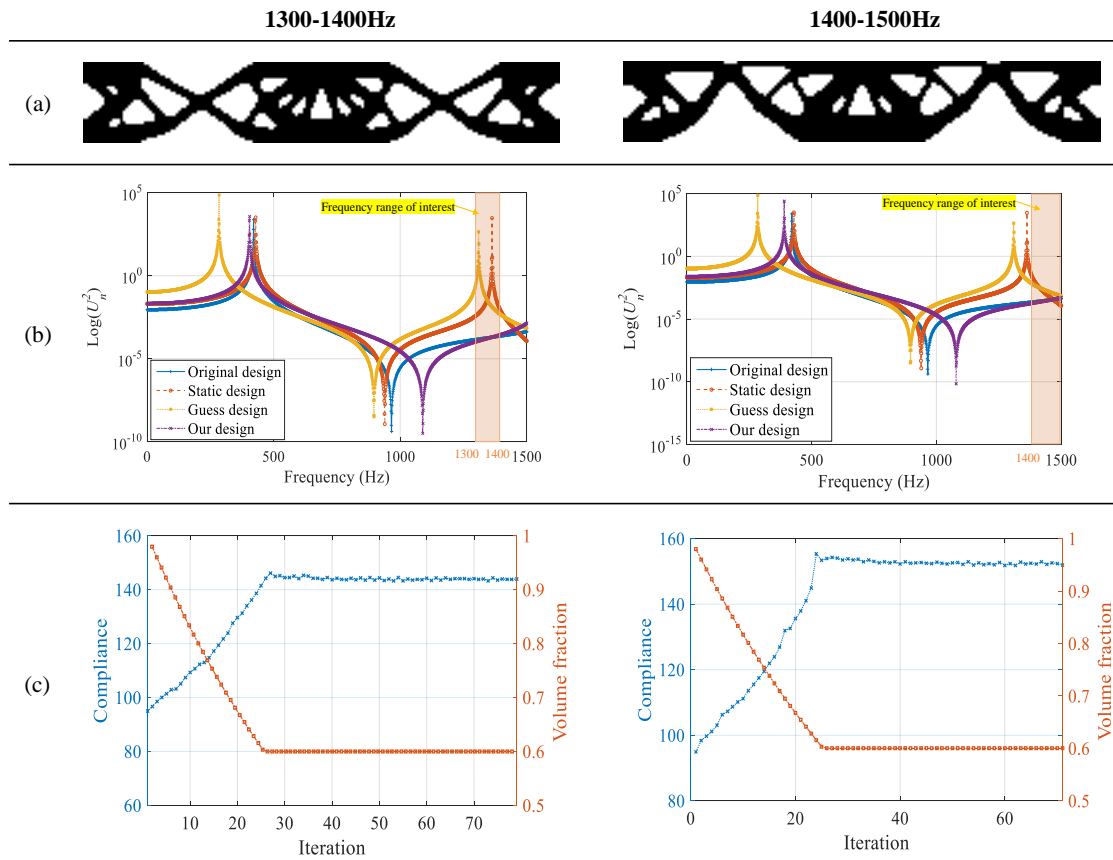 1300-1400Hz
1400-1500Hz
(a)
(b)
10^5
10^0
10^-5
10^-10
Log(U_n^2)
Frequency range of interest
Original design
Static design
Guess design
Our design
1300
1400
0
500
1000
1500
Frequency (Hz)
10^5
10^0
10^-5
10^-10
10^-15
Log(U_n^2)
Frequency range of interest
Original design
Static design
Guess design
Our design
1400
0
500
1000
1500
Frequency (Hz)
(c)
160
140
120
100
80
60
Compliance
1
0.9
0.8
0.7
0.6
0.5
Volume fraction
10
20
30
40
50
60
70
Iteration
160
140
120
100
80
Compliance
1
0.9
0.8
0.7
0.6
0.5
Volume fraction
0
20
40
60
Iteration